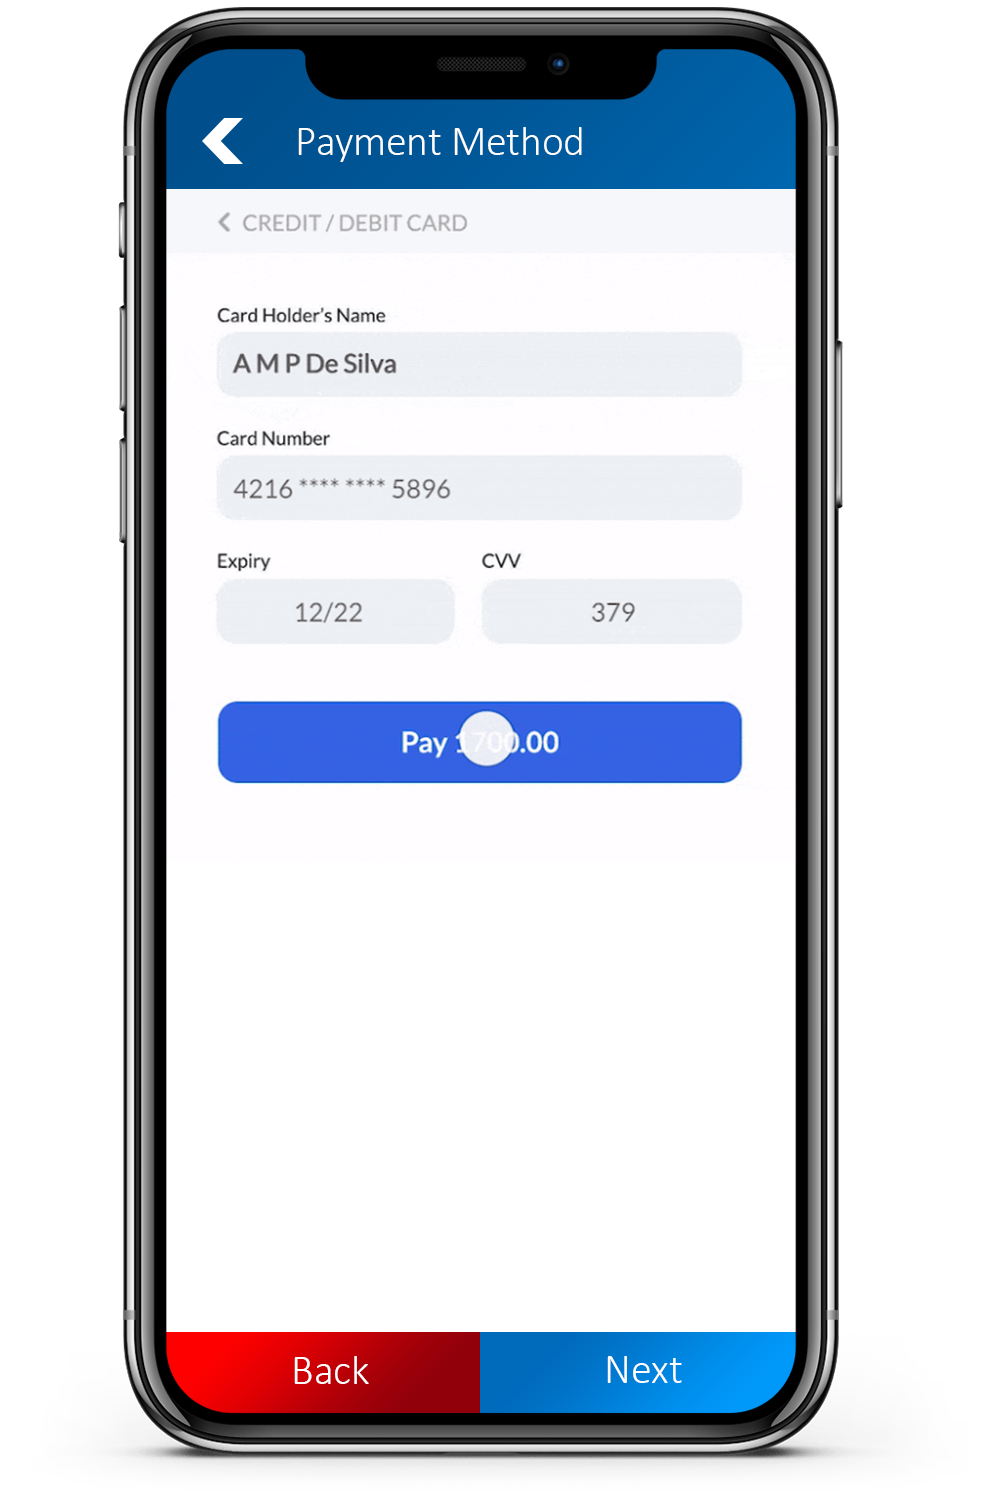 Payment Method
CREDIT / DEBIT CARD
Card Holder's Name
A M P De Silva
Card Number
4216 **** **** 5896
Expiry CVV
12/22 379
Pay 1700.00
Back Next